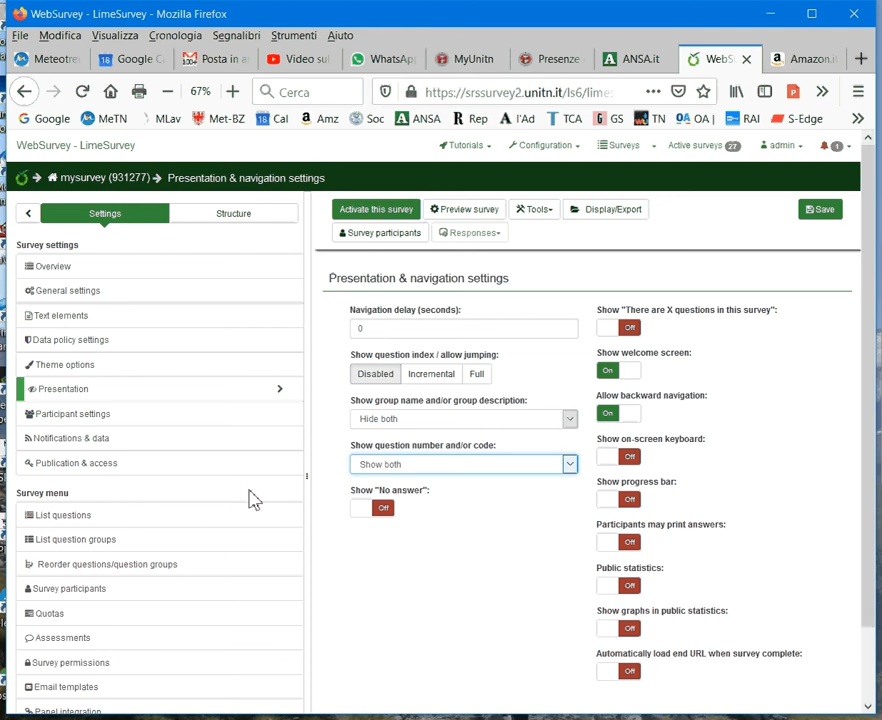 WebSurvey - LimeSurvey - Mozilla Firefox
File Modifica Visualizza Cronologia Segnalibri Strumenti Aiuto
Meteotre Google C Posta in a Video sul WhatsAp MyUnitn Presenze ANSA.it WebS Amazon.it
67% Cerca https://srssurvey2.unitn.it/ls6/limes
Google MeTN MLav Met-BZ Cal Amz Soc ANSA Rep l'Ad TCA GS TN OA | RAI S-Edge
WebSurvey - LimeSurvey Tutorials Configuration Surveys Active surveys 27 admin 1
mysurvey (931277) Presentation & navigation settings
Settings Structure
Activate this survey Preview survey Tools Display/Export Save
Survey participants Responses
Survey settings
Overview
General settings
Text elements
Data policy settings
Theme options
Presentation
Participant settings
Notifications & data
Publication & access
Survey menu
List questions
List question groups
Reorder questions/question groups
Survey participants
Quotas
Assessments
Survey permissions
Email templates
Panel integration
Presentation & navigation settings
Navigation delay (seconds):
0
Show question index / allow jumping:
Disabled Incremental Full
Show group name and/or group description:
Hide both
Show question number and/or code:
Show both
Show "No answer":
Off
Show "There are X questions in this survey":
Off
Show welcome screen:
On
Allow backward navigation:
On
Show on-screen keyboard:
Off
Show progress bar:
Off
Participants may print answers:
Off
Public statistics:
Off
Show graphs in public statistics:
Off
Automatically load end URL when survey complete:
Off